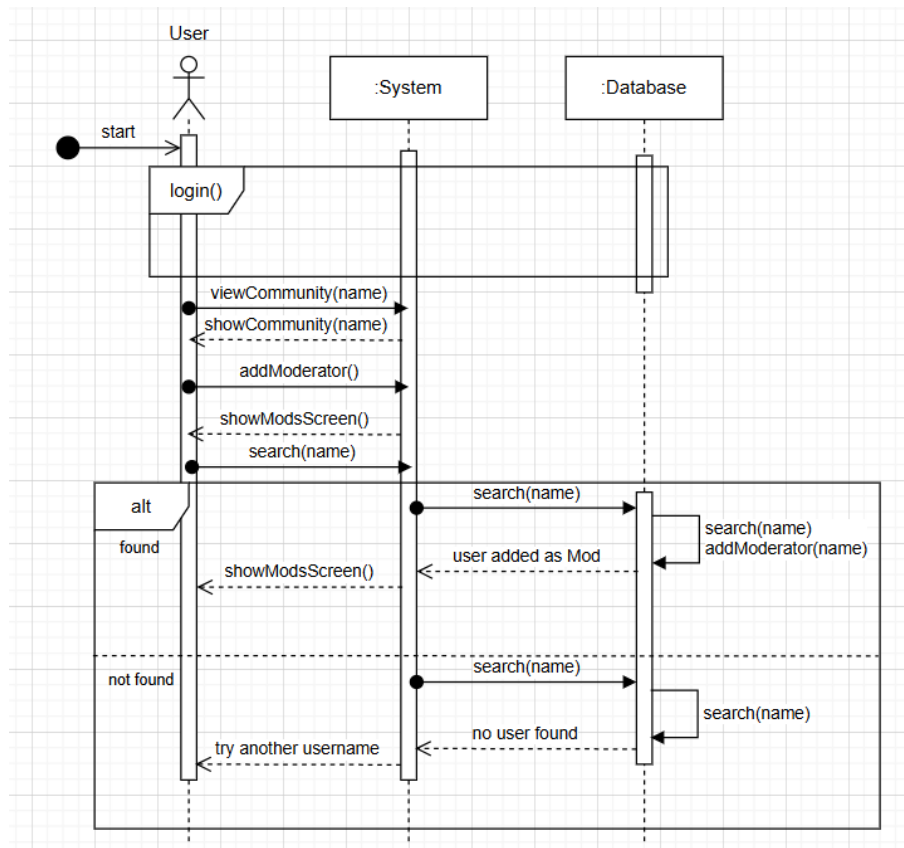 User
:System
:Database
start
login()
viewCommunity(name)
showCommunity(name)
addModerator()
showModsScreen()
search(name)
alt
search(name)
found
search(name)
addModerator(name)
user added as Mod
showModsScreen()
not found
search(name)
search(name)
no user found
try another username